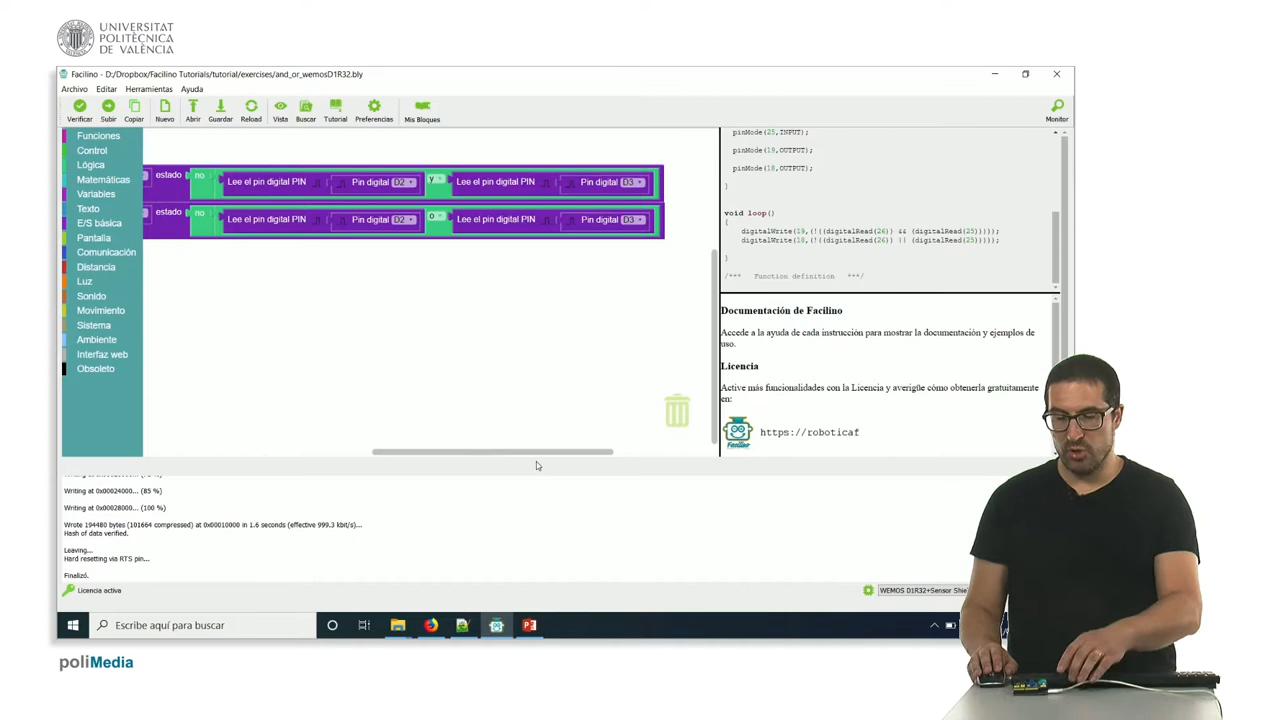 UNIVERSITAT
POLITÈCNICA
DE VALÈNCIA
Facilino - D:/Dropbox/Facilino Tutorials/tutorial/exercises/and_or_wemosD1R32.bly
Archivo Editar Herramientas Ayuda
Verificar Subir Copiar Nuevo Abrir Guardar Reload Vista Buscar Tutorial Preferencias Mis Bloques Monitor
Funciones
Control
Lógica
Matemáticas
Variables
Texto
E/S básica
Pantalla
Comunicación
Distancia
Luz
Sonido
Movimiento
Sistema
Ambiente
Interfaz web
Obsoleto
estado no Lee el pin digital PIN Pin digital D2 y Lee el pin digital PIN Pin digital D3
estado no Lee el pin digital PIN Pin digital D2 o Lee el pin digital PIN Pin digital D3
pinMode(25,INPUT);
pinMode(19,OUTPUT);
pinMode(18,OUTPUT);
}
void loop()
{
digitalWrite(19,(!((digitalRead(26)) && (digitalRead(25)))));
digitalWrite(18,(!((digitalRead(26)) || (digitalRead(25)))));
}
/*** Function definition ***/
Documentación de Facilino
Accede a la ayuda de cada instrucción para mostrar la documentación y ejemplos de
uso.
Licencia
Active más funcionalidades con la Licencia y averigüe cómo obtenerla gratuitamente
en:
Facilino
https://roboticaf
Writing at 0x00024000... (85 %)
Writing at 0x00028000... (100 %)
Wrote 194480 bytes (101664 compressed) at 0x00010000 in 1.6 seconds (effective 999.3 kbit/s)...
Hash of data verified.
Leaving...
Hard resetting via RTS pin...
Finalizó.
Licencia activa
WEMOS D1R32+Sensor Shie
Escribe aquí para buscar
poliMedia